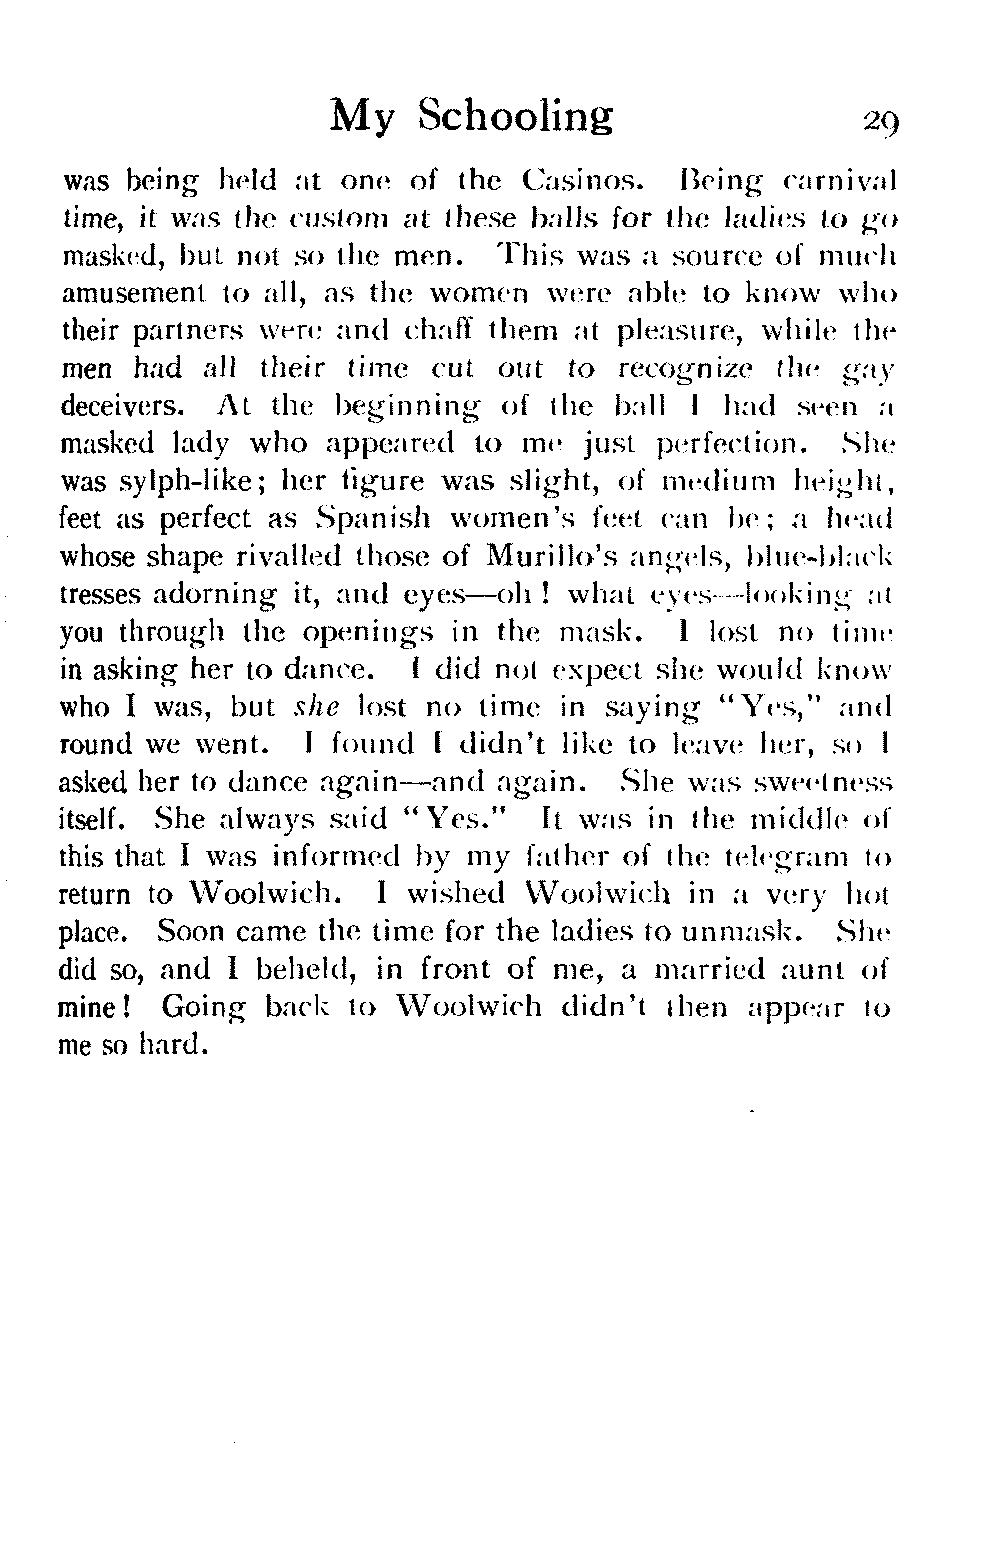 My Schooling 29
was being held at one of the Casinos. Being carnival
time, it was the custom at these balls for the ladies to go
masked, but not so the men. This was a source of much
amusement to all, as the women were able to know who
their partners were and chaff them at pleasure, while the
men had all their time cut out to recognize the gay
deceivers. At the beginning of the ball I had seen a
masked lady who appeared to me just perfection. She
was sylph-like; her figure was slight, of medium height,
feet as perfect as Spanish women's feet can be; a head
whose shape rivalled those of Murillo's angels, blue-black
tresses adorning it, and eyes—oh! what eyes—looking at
you through the openings in the mask. I lost no time
in asking her to dance. I did not expect she would know
who I was, but she lost no time in saying "Yes," and
round we went. I found I didn't like to leave her, so I
asked her to dance again—and again. She was sweetness
itself. She always said "Yes." It was in the middle of
this that I was informed by my father of the telegram to
return to Woolwich. I wished Woolwich in a very hot
place. Soon came the time for the ladies to unmask. She
did so, and I beheld, in front of me, a married aunt of
mine! Going back to Woolwich didn't then appear to
me so hard.